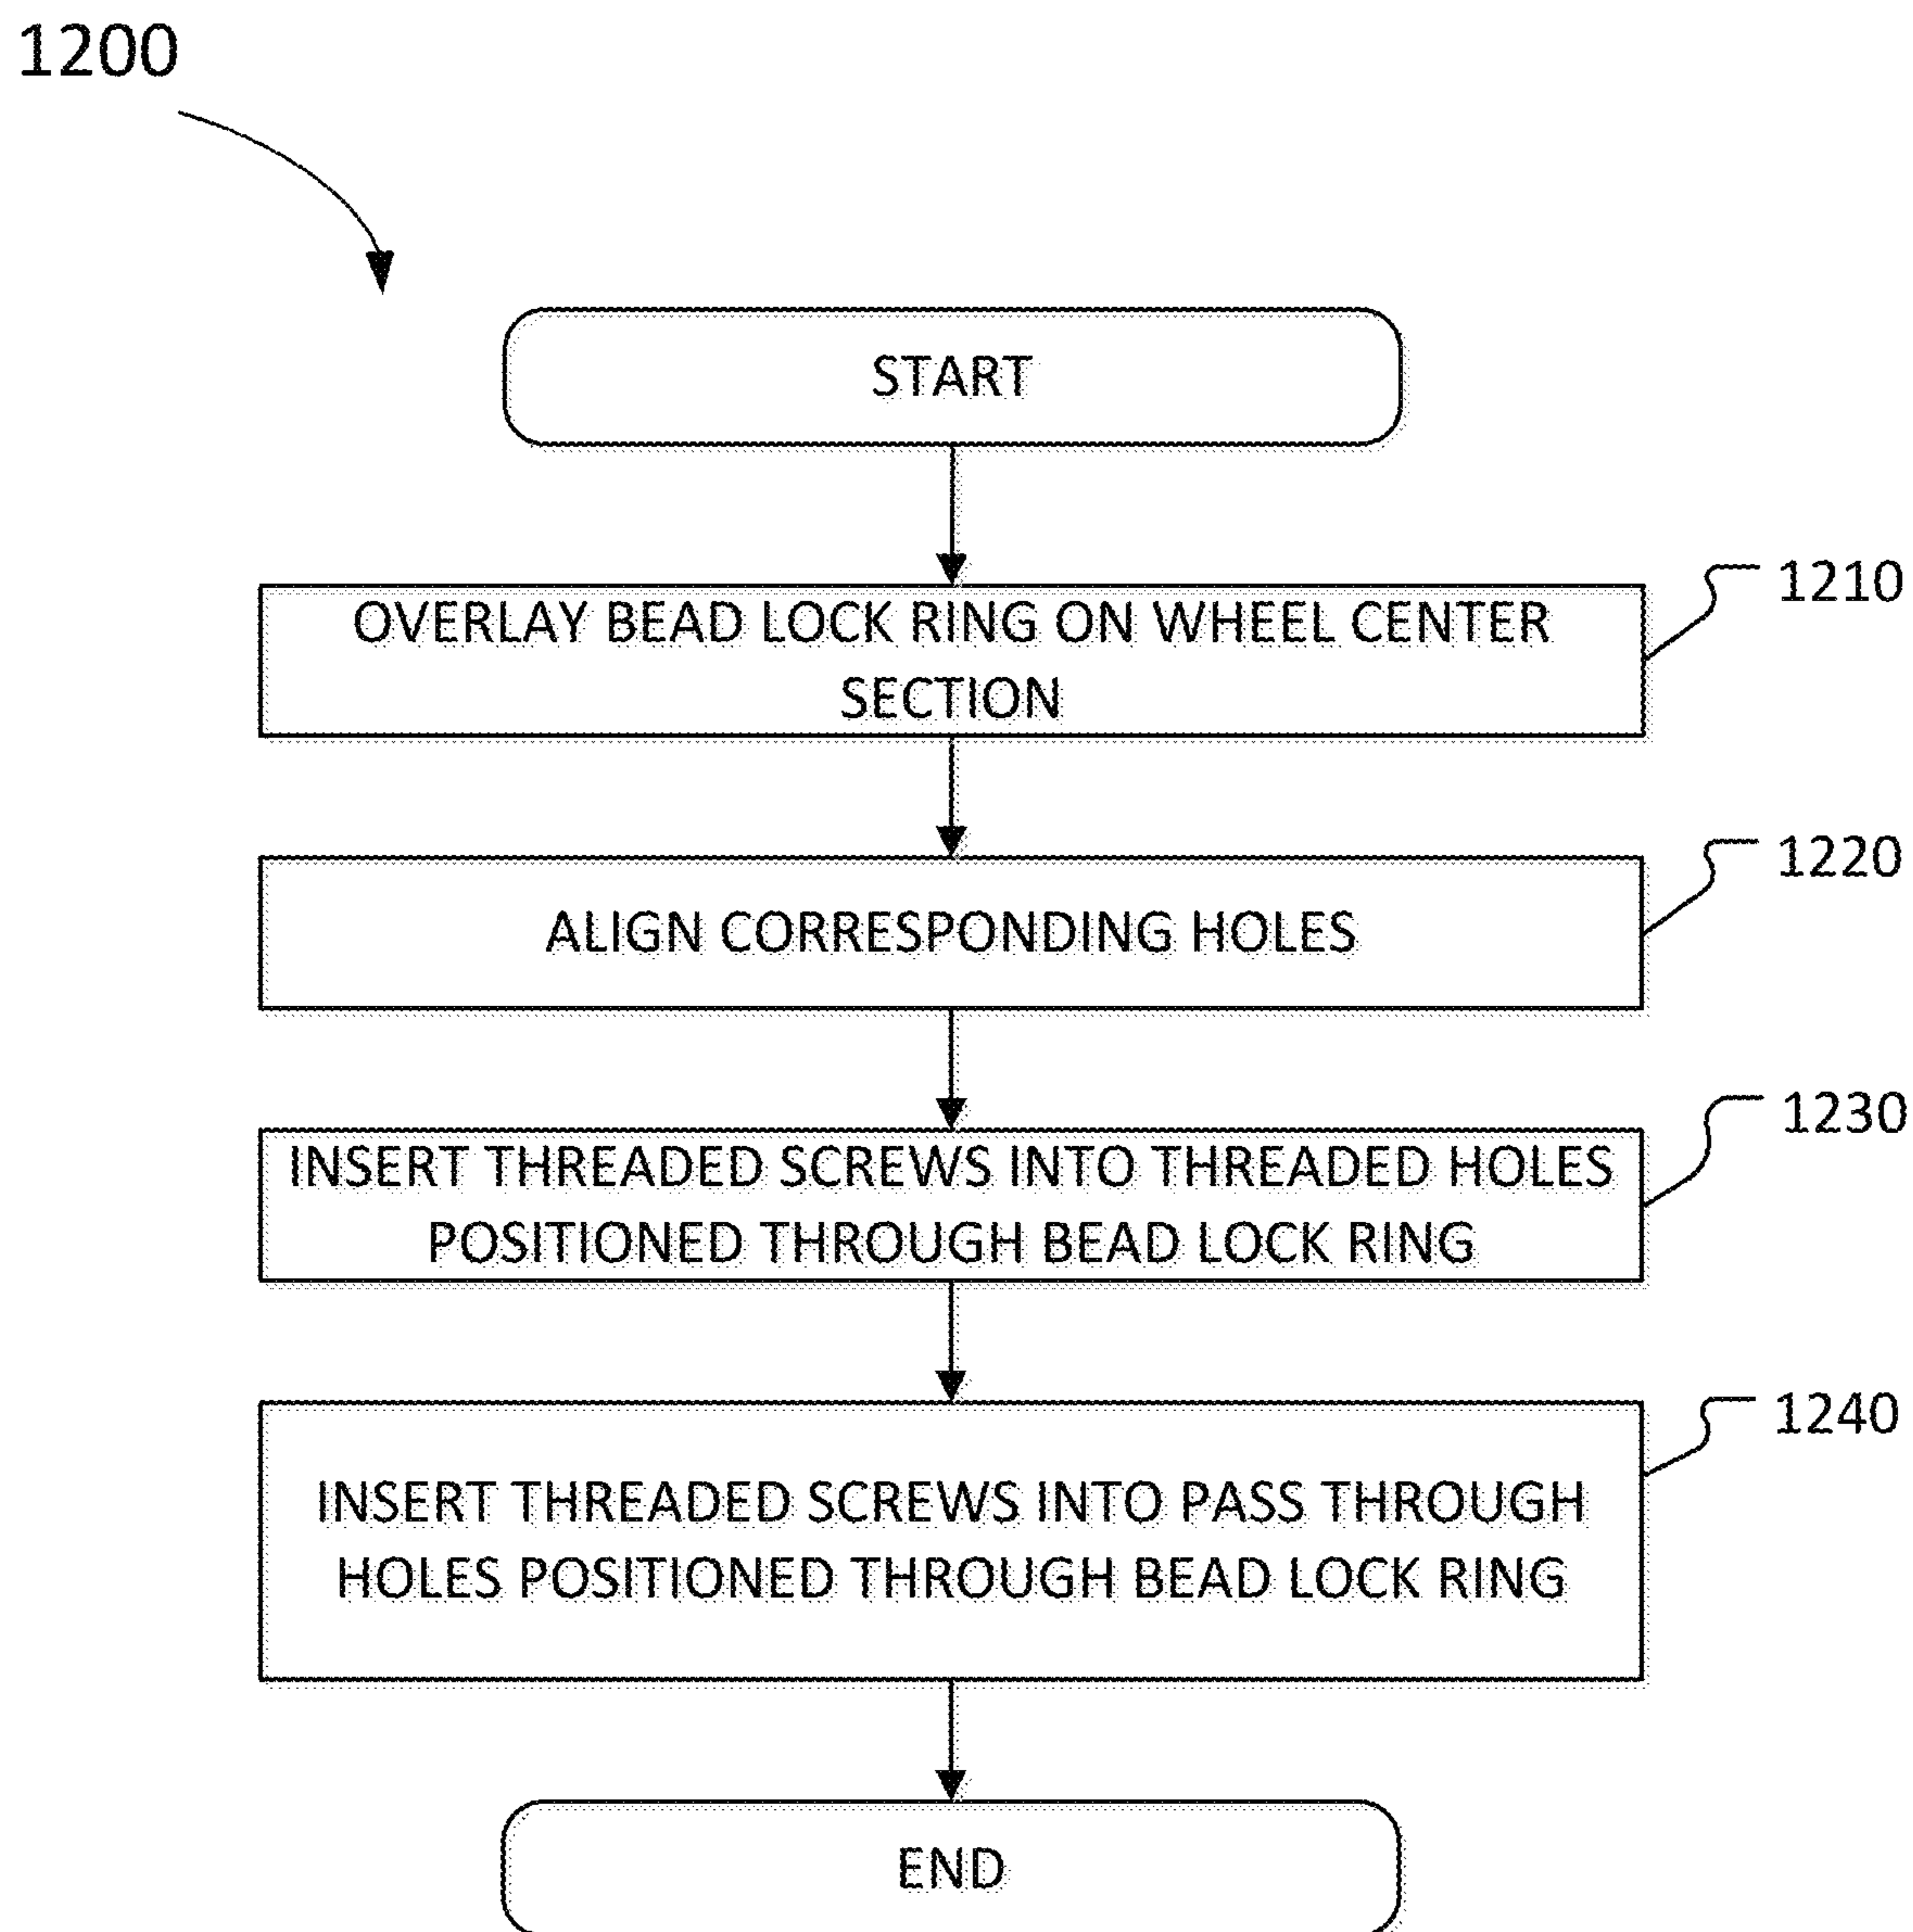 1200
START
OVERLAY BEAD LOCK RING ON WHEEL CENTER
SECTION
1210
ALIGN CORRESPONDING HOLES
1220
INSERT THREADED SCREWS INTO THREADED HOLES
POSITIONED THROUGH BEAD LOCK RING
1230
INSERT THREADED SCREWS INTO PASS THROUGH
HOLES POSITIONED THROUGH BEAD LOCK RING
1240
END